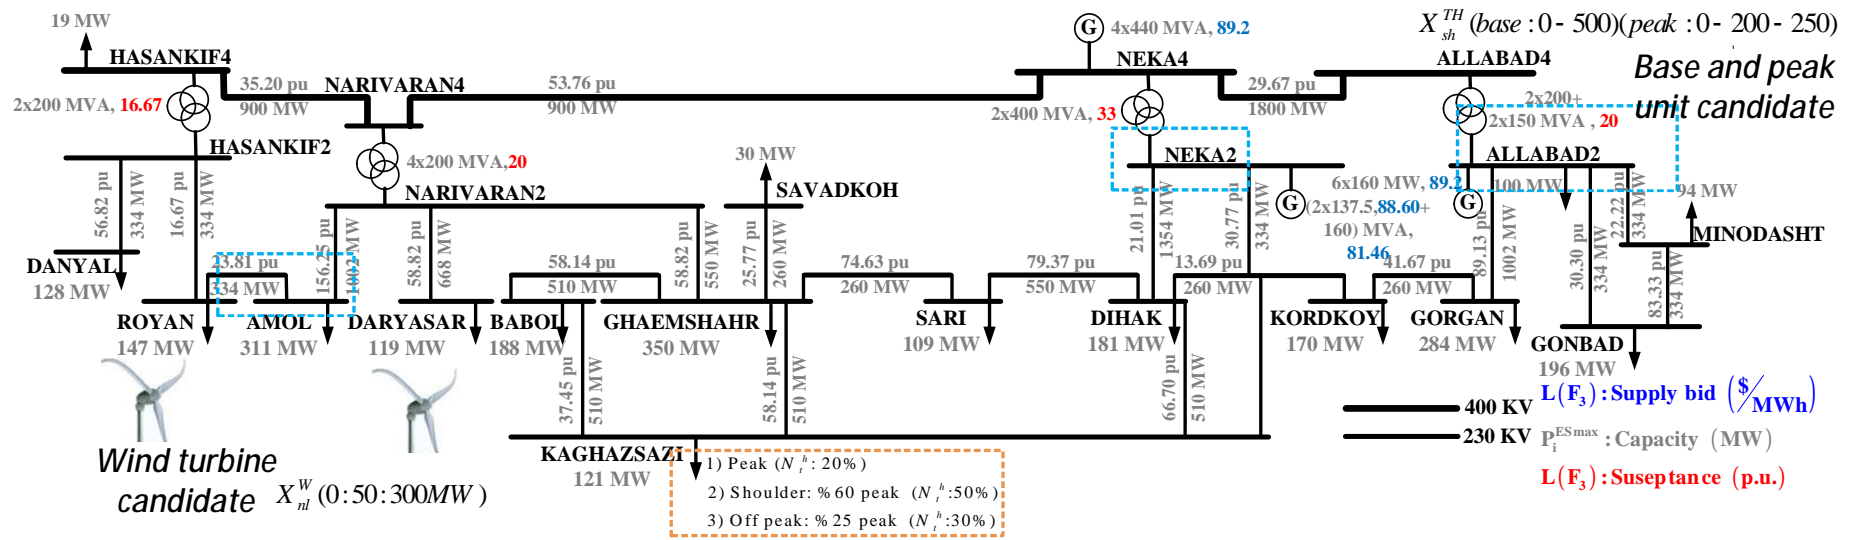 19 MW
HASANKIF4
2x200 MVA, 16.67
35.20 pu
900 MW
NARIVARAN4
53.76 pu
900 MW
G
4x440 MVA, 89.2
NEKA4
2x400 MVA, 33
29.67 pu
1800 MW
ALLABAD4
X_sh^TH (base : 0 - 500)(peak : 0 - 200 - 250)
Base and peak
unit candidate
2x200+
2x150 MVA , 20
HASANKIF2
4x200 MVA,20
NARIVARAN2
30 MW
SAVADKOH
NEKA2
ALLABAD2
G
6x160 MW, 89.2
(2x137.5,88.60+
160) MVA,
81.46
G
100 MW
94 MW
MINODASHT
56.82 pu
334 MW
16.67 pu
334 MW
156.25 pu
1002 MW
58.82 pu
668 MW
58.82 pu
550 MW
25.77 pu
260 MW
21.01 pu
1354 MW
30.77 pu
334 MW
89.13 pu
1002 MW
30.30 pu
334 MW
22.22 pu
334 MW
83.33 pu
334 MW
DANYAL
128 MW
23.81 pu
334 MW
58.14 pu
510 MW
74.63 pu
260 MW
79.37 pu
550 MW
13.69 pu
260 MW
41.67 pu
260 MW
ROYAN
147 MW
AMOL
311 MW
DARYASAR
119 MW
BABOL
188 MW
GHAEMSHAHR
350 MW
SARI
109 MW
DIHAK
181 MW
KORDKOY
170 MW
GORGAN
284 MW
GONBAD
196 MW
37.45 pu
510 MW
58.14 pu
510 MW
66.70 pu
510 MW
KAGHAZSAZI
121 MW
Wind turbine
candidate X_nl^W (0 : 50 : 300MW )
1) Peak (N_t^h : 20%)
2) Shoulder: %60 peak (N_t^h :50%)
3) Off peak: %25 peak (N_t^h :30%)
400 KV
230 KV
L(F₃) : Supply bid ($/MWh)
P_i^ESmax : Capacity (MW)
L(F₃) : Suseptance (p.u.)